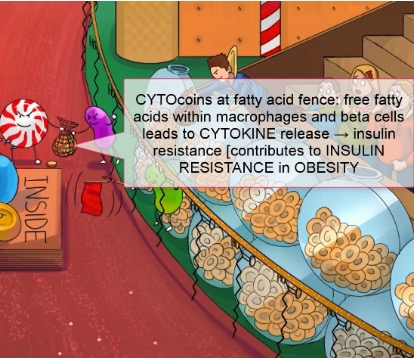 CYTOcoins at fatty acid fence: free fatty
acids within macrophages and beta cells
leads to CYTOKINE release → insulin
resistance [contributes to INSULIN
RESISTANCE in OBESITY
INSIDE